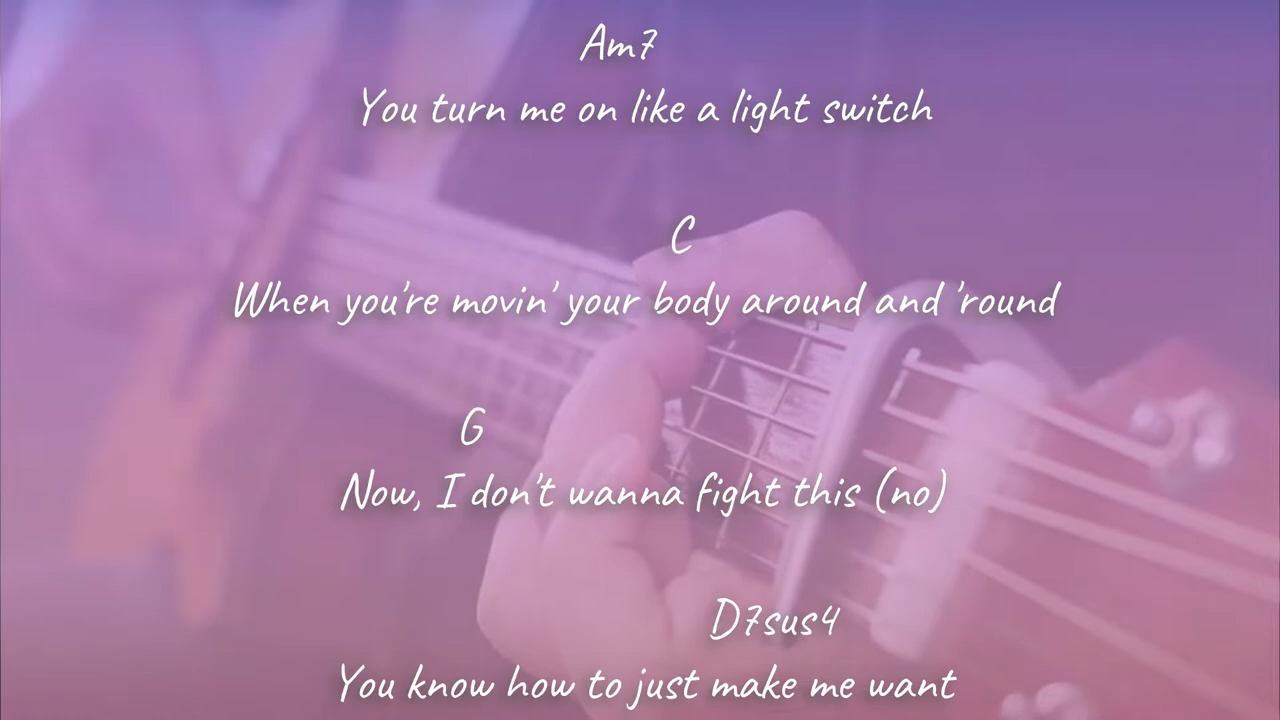 Am7
You turn me on like a light switch
C
When you're movin' your body around and 'round
G
Now, I don't wanna fight this (no)
D7sus4
You know how to just make me want